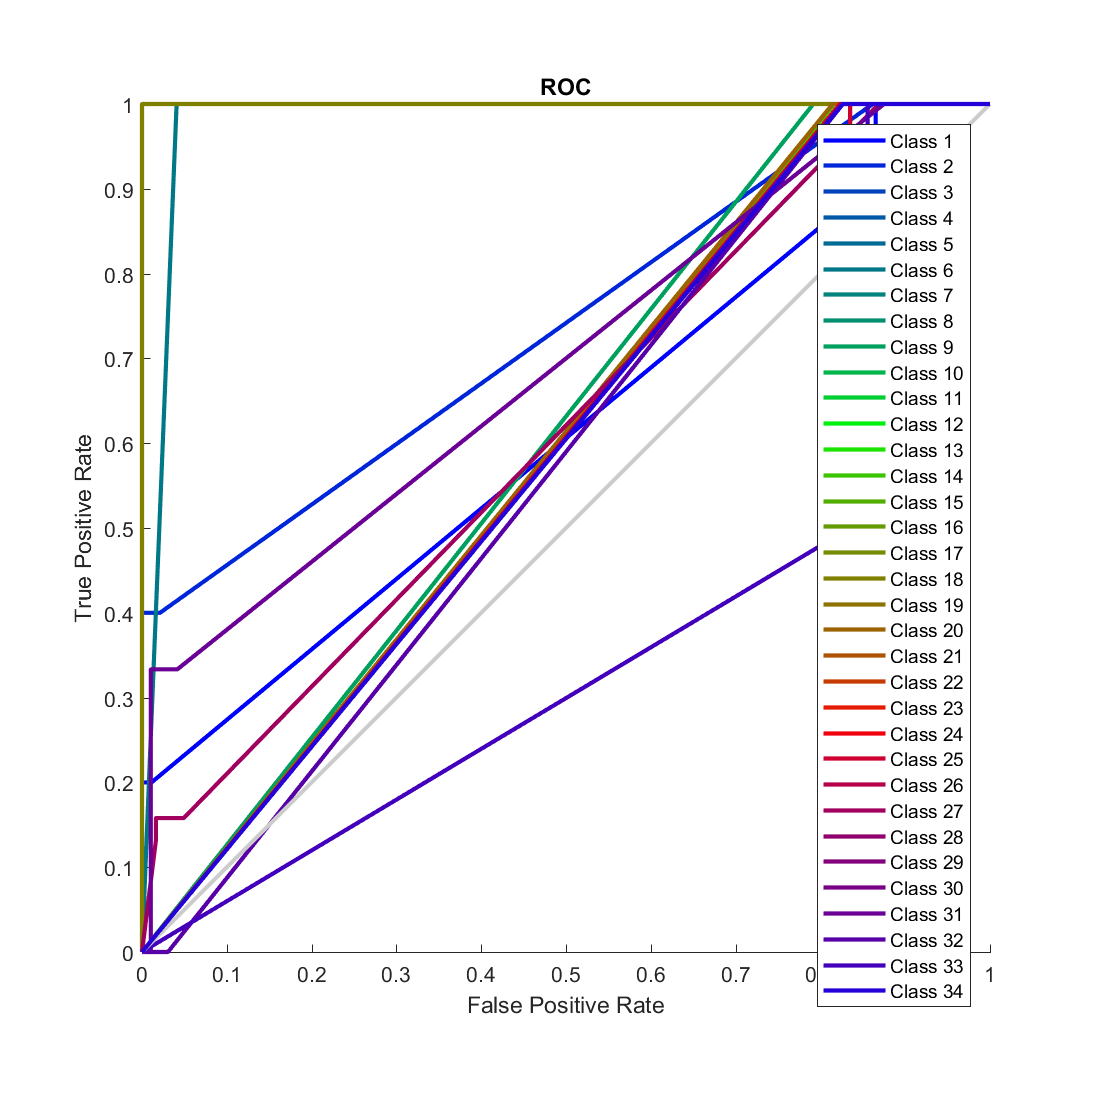 ROC
True Positive Rate
1
0.9
0.8
0.7
0.6
0.5
0.4
0.3
0.2
0.1
0
0 0.1 0.2 0.3 0.4 0.5 0.6 0.7 0 1
False Positive Rate
Class 1
Class 2
Class 3
Class 4
Class 5
Class 6
Class 7
Class 8
Class 9
Class 10
Class 11
Class 12
Class 13
Class 14
Class 15
Class 16
Class 17
Class 18
Class 19
Class 20
Class 21
Class 22
Class 23
Class 24
Class 25
Class 26
Class 27
Class 28
Class 29
Class 30
Class 31
Class 32
Class 33
Class 34